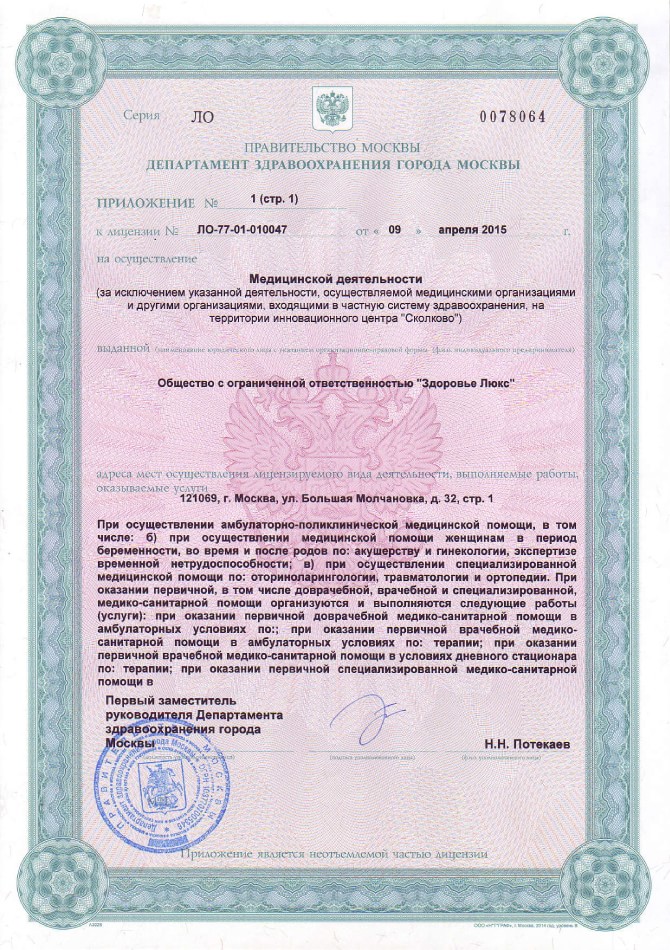 Серия ЛО 0078064
ПРАВИТЕЛЬСТВО МОСКВЫ
ДЕПАРТАМЕНТ ЗДРАВООХРАНЕНИЯ ГОРОДА МОСКВЫ
ПРИЛОЖЕНИЕ № 1 (стр. 1)
к лицензии № ЛО-77-01-010047 от « 09 » апреля 2015 г.
на осуществление
Медицинской деятельности
(за исключением указанной деятельности, осуществляемой медицинскими организациями
и другими организациями, входящими в частную систему здравоохранения, на
территории инновационного центра "Сколково")
выданной (наименование юридического лица с указанием организационно-правовой формы (фамилия индивидуального предпринимателя)
Общество с ограниченной ответственностью "Здоровье Люкс"
адреса мест осуществления лицензируемого вида деятельности, выполняемые работы,
оказываемые услуги
121069, г. Москва, ул. Большая Молчановка, д. 32, стр. 1
При осуществлении амбулаторно-поликлинической медицинской помощи, в том
числе: б) при осуществлении медицинской помощи женщинам в период
беременности, во время и после родов по: акушерству и гинекологии, экспертизе
временной нетрудоспособности; в) при осуществлении специализированной
медицинской помощи по: оториноларингологии, травматологии и ортопедии. При
оказании первичной, в том числе доврачебной, врачебной и специализированной,
медико-санитарной помощи организуются и выполняются следующие работы
(услуги): при оказании первичной доврачебной медико-санитарной помощи в
амбулаторных условиях по:; при оказании первичной врачебной медико-
санитарной помощи в амбулаторных условиях по: терапии; при оказании
первичной врачебной медико-санитарной помощи в условиях дневного стационара
по: терапии; при оказании первичной специализированной медико-санитарной
помощи в
Первый заместитель
руководителя Департамента
здравоохранения города
Москвы Н.Н. Потекаев
(подпись уполномоченного лица) (ф.и.о. уполномоченного лица)
ПРАВИТЕЛЬСТВО МОСКВЫ
Департамент здравоохранения города Москвы
Приложение является неотъемлемой частью лицензии